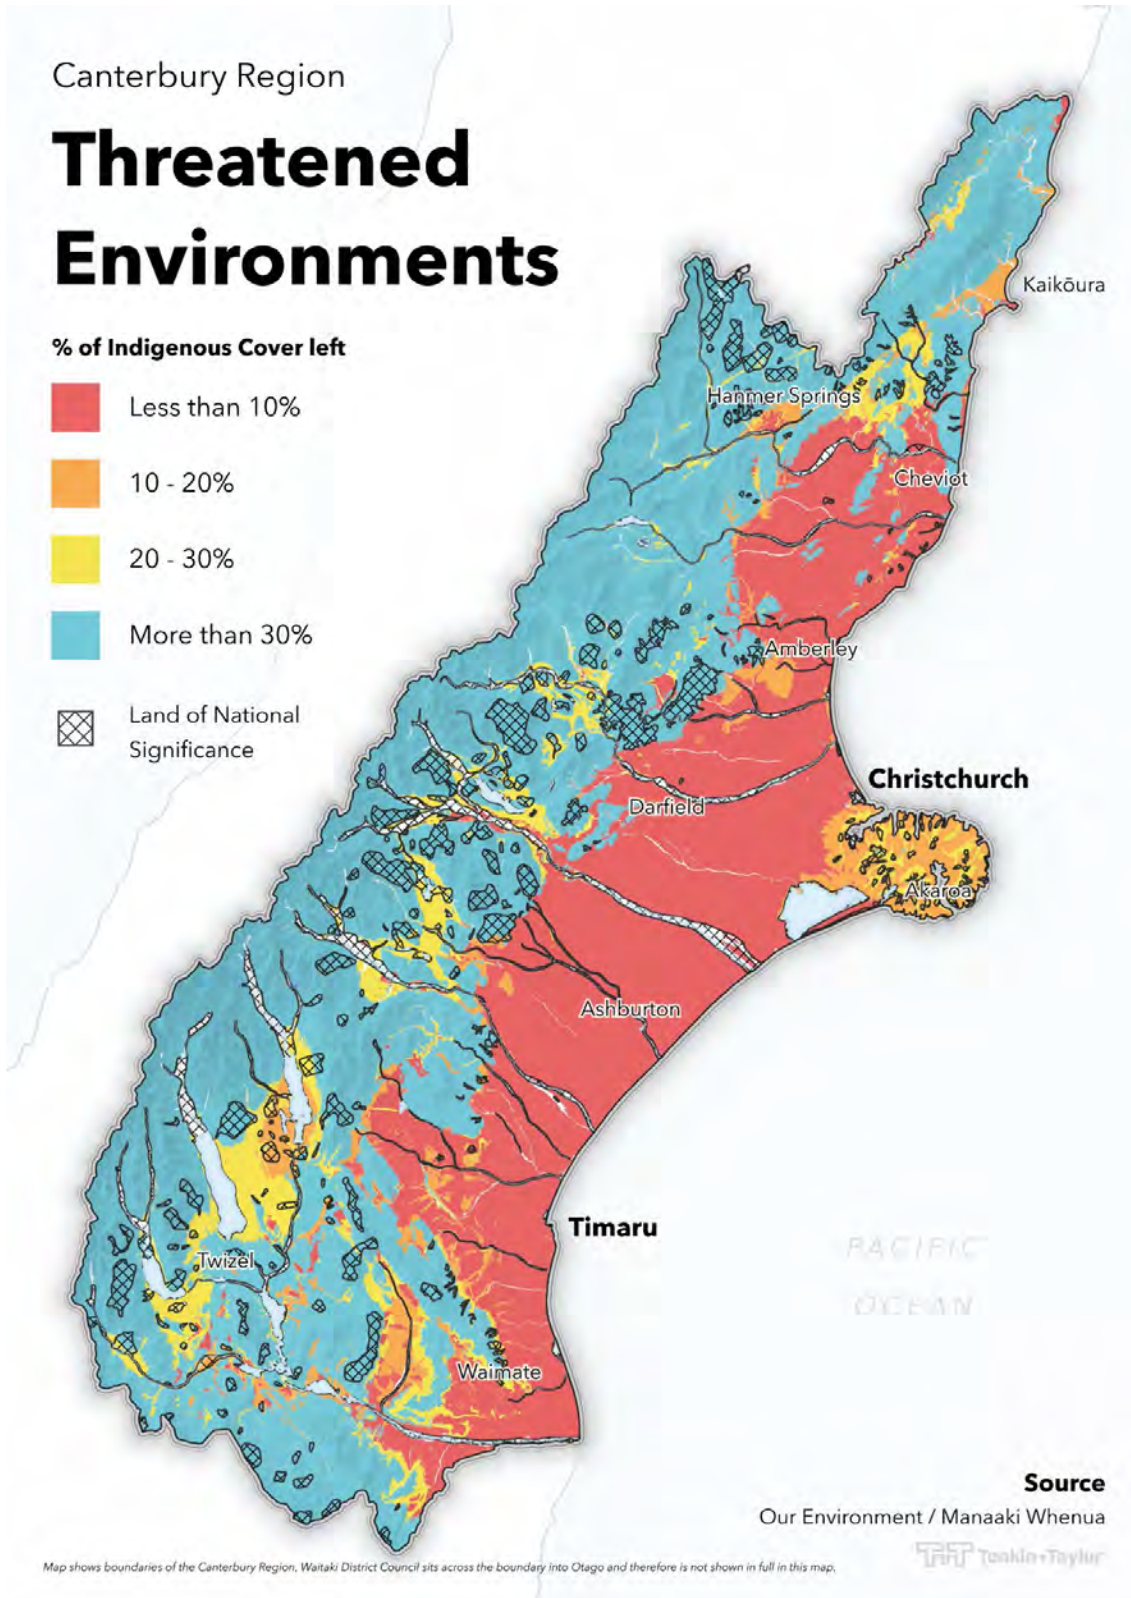 Canterbury Region
Threatened
Environments
% of Indigenous Cover left
Less than 10%
10 - 20%
20 - 30%
More than 30%
Land of National
Significance
Kaikōura
Hanmer Springs
Cheviot
Amberley
Christchurch
Darfield
Akaroa
Ashburton
Timaru
PACIFIC
OCEAN
Twizel
Waimate
Source
Our Environment / Manaaki Whenua
Tonkin+Taylor
Map shows boundaries of the Canterbury Region. Waitaki District Council sits across the boundary into Otago and therefore is not shown in full in this map.